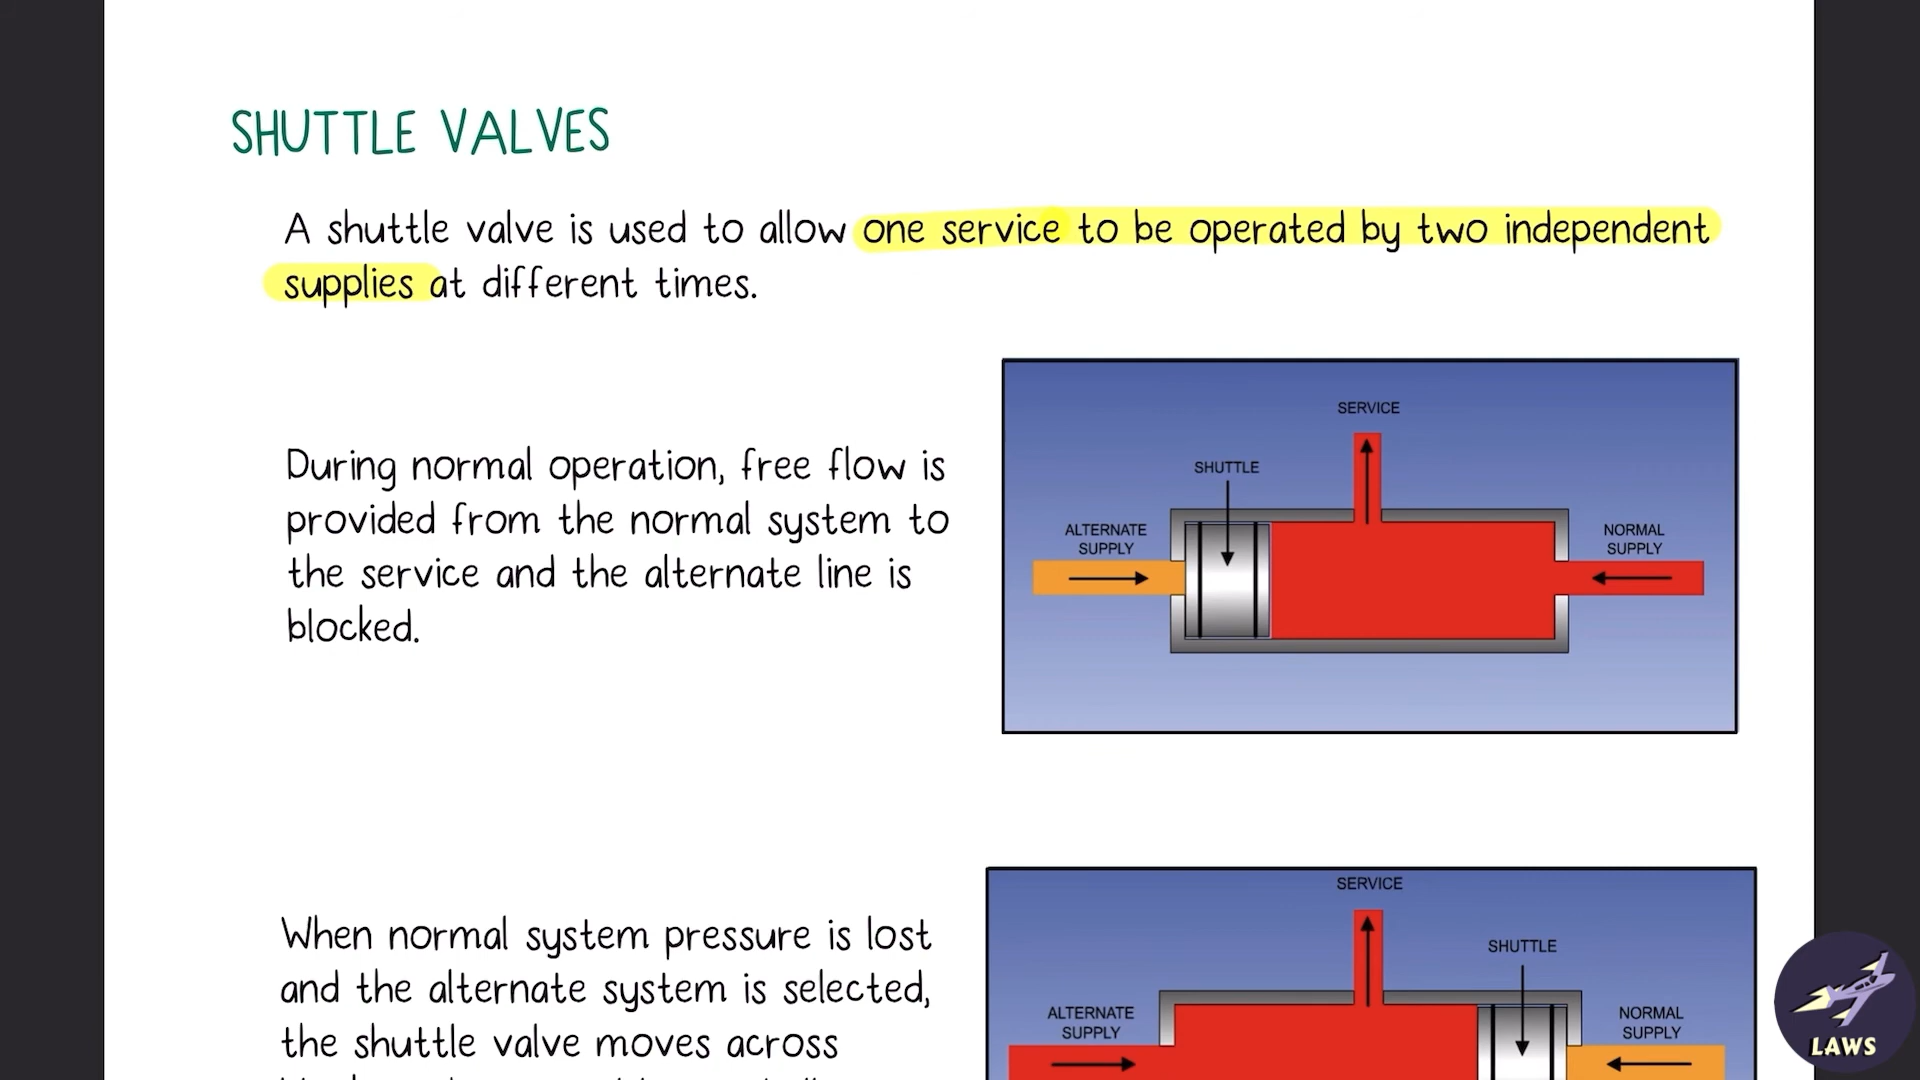 SHUTTLE VALVES
A shuttle valve is used to allow one service to be operated by two independent
supplies at different times.
During normal operation, free flow is
provided from the normal system to
the service and the alternate line is
blocked.
SERVICE
SHUTTLE
ALTERNATE
SUPPLY
NORMAL
SUPPLY
When normal system pressure is lost
and the alternate system is selected,
the shuttle valve moves across
SERVICE
SHUTTLE
ALTERNATE
SUPPLY
NORMAL
SUPPLY
LAWS